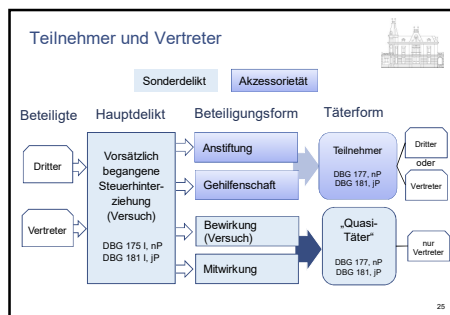 Teilnehmer und Vertreter
Sonderdelikt
Akzessorietät
Beteiligte
Hauptdelikt
Beteiligungsform
Täterform
Dritter
Vertreter
Vorsätzlich
begangene
Steuerhinter-
ziehung
(Versuch)
DBG 175 I, nP
DBG 181 I, jP
Anstiftung
Gehilfenschaft
Bewirkung
(Versuch)
Mitwirkung
Teilnehmer
DBG 177, nP
DBG 181, jP
„Quasi-
Täter“
DBG 177, nP
DBG 181, jP
Dritter
oder
Vertreter
nur
Vertreter
25